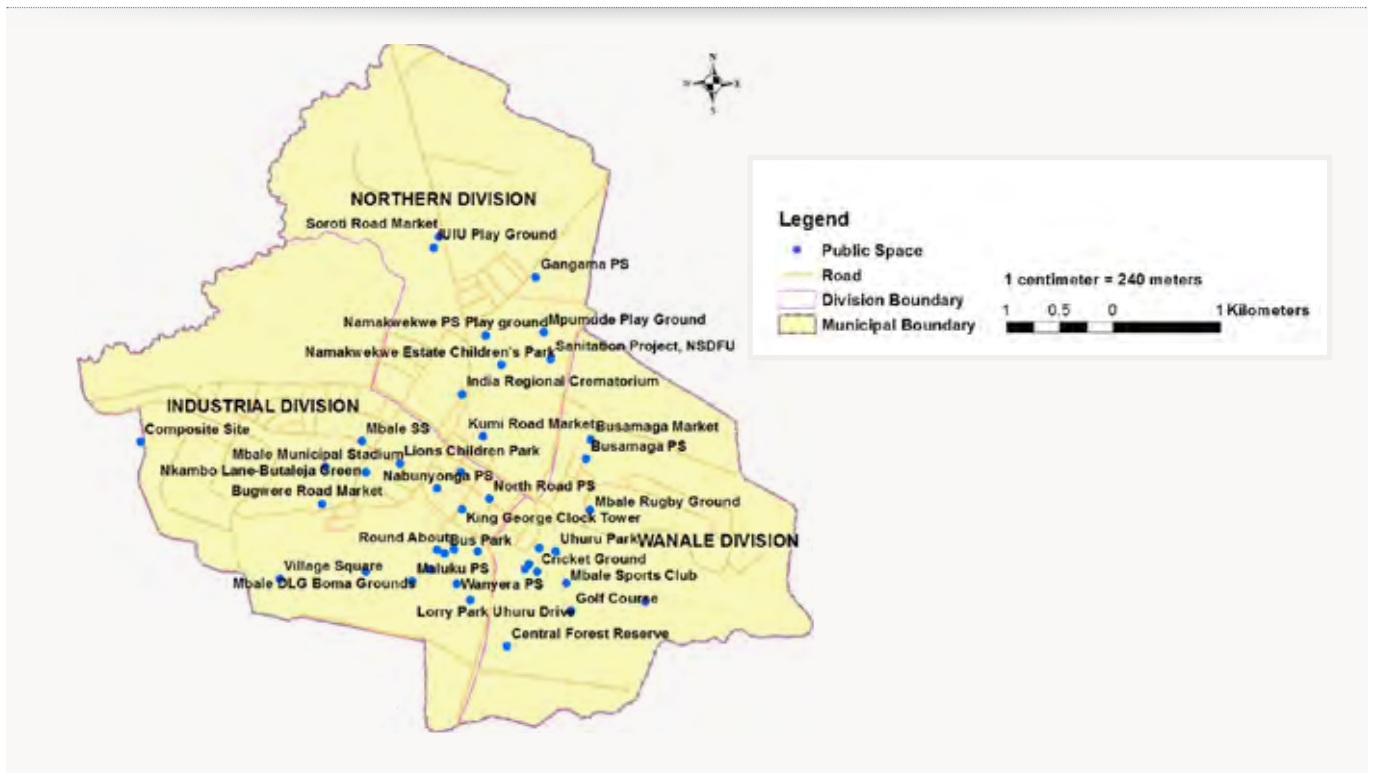 N
E
S
NORTHERN DIVISION
Soroti Road Market
IUIU Play Ground
Gangama PS
Namakwekwe PS Play ground
Mpumude Play Ground
Namakwekwe Estate Children's Park
Sanitation Project, NSDFU
India Regional Crematorium
INDUSTRIAL DIVISION
Composite Site
Mbale SS
Kumi Road Market
Busamaga Market
Mbale Municipal Stadium
Lions Children Park
Busamaga PS
Nkambo Lane-Butaleja Green
Nabunyonga PS
Bugwere Road Market
North Road PS
Mbale Rugby Ground
King George Clock Tower
Round About
Bus Park
Uhuru Park
WANALE DIVISION
Village Square
Maluku PS
Cricket Ground
Mbale DLG Boma Grounds
Wanyera PS
Mbale Sports Club
Lorry Park Uhuru Drive
Golf Course
Central Forest Reserve
Legend
Public Space
Road
Division Boundary
Municipal Boundary
1 centimeter = 240 meters
1 0.5 0 1 Kilometers